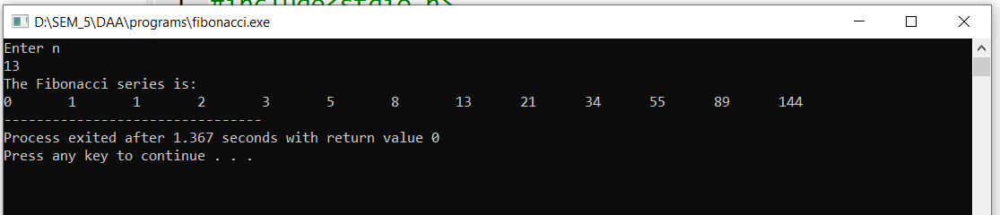 #include<stdio.h>
D:\SEM_5\DAA\programs\fibonacci.exe
Enter n
13
The Fibonacci series is:
0 1 1 2 3 5 8 13 21 34 55 89 144
--------------------------------
Process exited after 1.367 seconds with return value 0
Press any key to continue . . .